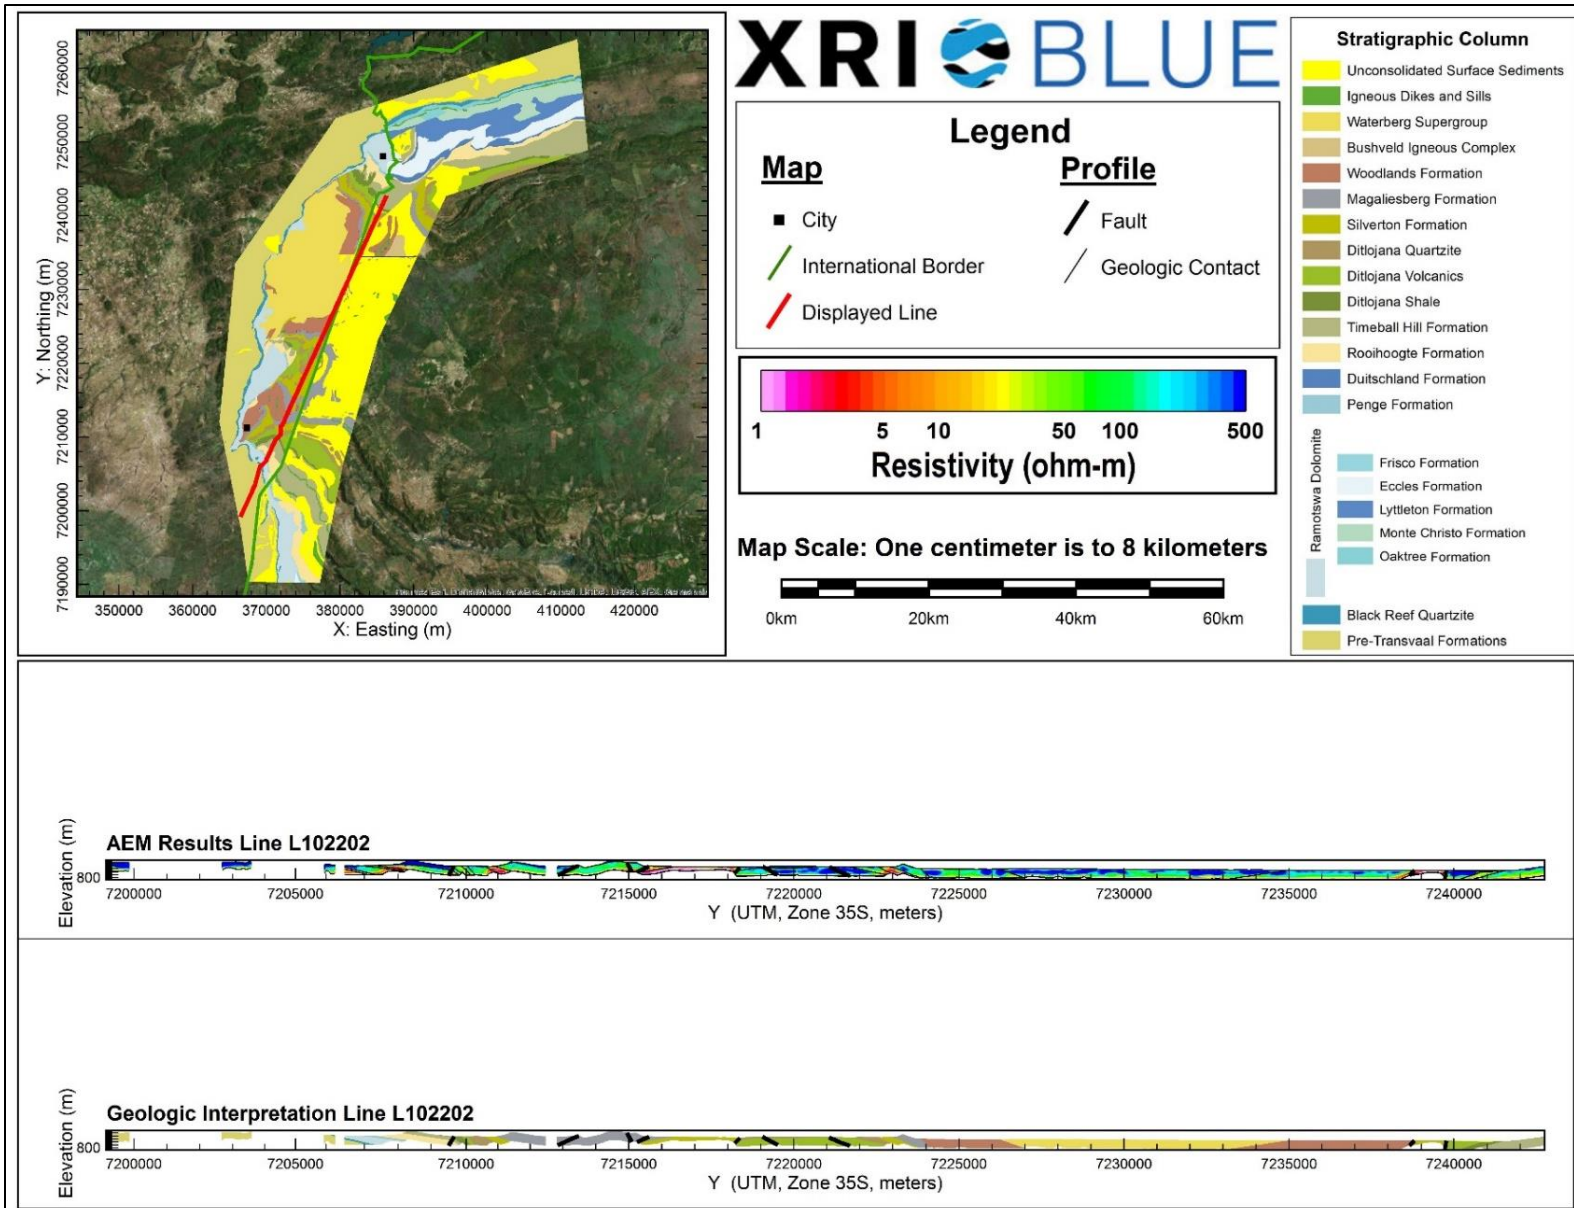 7260000
7250000
7240000
7230000
7220000
7210000
7200000
7190000
Y: Northing (m)
350000 360000 370000 380000 390000 400000 410000 420000
X: Easting (m)
XRI BLUE
Legend
Map
City
International Border
Displayed Line
Profile
Fault
Geologic Contact
1 5 10 50 100 500
Resistivity (ohm-m)
Map Scale: One centimeter is to 8 kilometers
0km 20km 40km 60km
Stratigraphic Column
Unconsolidated Surface Sediments
Igneous Dikes and Sills
Waterberg Supergroup
Bushveld Igneous Complex
Woodlands Formation
Magaliesberg Formation
Silverton Formation
Ditlojana Quartzite
Ditlojana Volcanics
Ditlojana Shale
Timeball Hill Formation
Rooihoogte Formation
Duitschland Formation
Penge Formation
Ramotswa Dolomite
Frisco Formation
Eccles Formation
Lyttleton Formation
Monte Christo Formation
Oaktree Formation
Black Reef Quartzite
Pre-Transvaal Formations
AEM Results Line L102202
Elevation (m)
800
7200000 7205000 7210000 7215000 7220000 7225000 7230000 7235000 7240000
Y (UTM, Zone 35S, meters)
Geologic Interpretation Line L102202
Elevation (m)
800
7200000 7205000 7210000 7215000 7220000 7225000 7230000 7235000 7240000
Y (UTM, Zone 35S, meters)